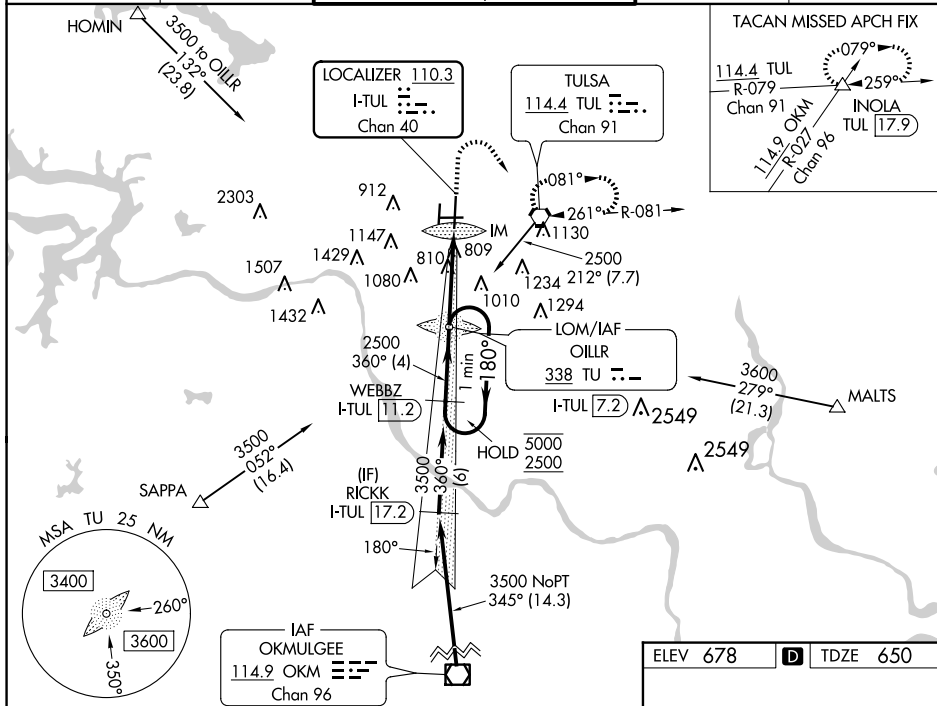 HOMIN
3500 to OILLR
132°
(23.8)
LOCALIZER 110.3
I-TUL
Chan 40
TULSA
114.4 TUL
Chan 91
TACAN MISSED APCH FIX
079°
259°
114.4 TUL
R-079
Chan 91
INOLA
TUL 17.9
114.9 OKM
R-027
Chan 96
2303
912
081°
261°
R-081
IM
1130
1147
1429
809
810
2500
212° (7.7)
1507
1080
1234
1010
1432
1294
LOM/IAF
OILLR
338 TU
I-TUL 7.2
2500
360° (4)
1 min
180°
WEBBZ
I-TUL 11.2
3600
279°
(21.3)
MALTS
2549
2549
HOLD 5000
2500
3500
052°
(16.4)
SAPPA
3500
360°
(6)
(IF)
RICKK
I-TUL 17.2
180°
MSA TU 25 NM
3400
260°
3600
350°
3500 NoPT
345° (14.3)
IAF
OKMULGEE
114.9 OKM
Chan 96
ELEV 678 D TDZE 650